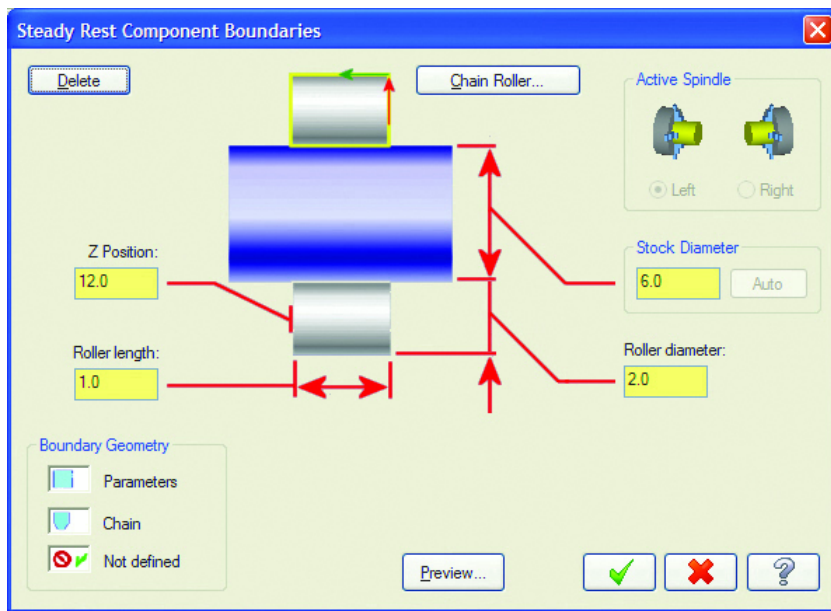 Steady Rest Component Boundaries
Delete
Chain Roller...
Active Spindle
Left
Right
Z Position:
12.0
Stock Diameter
6.0
Auto
Roller length:
1.0
Roller diameter:
2.0
Boundary Geometry
Parameters
Chain
Not defined
Preview...